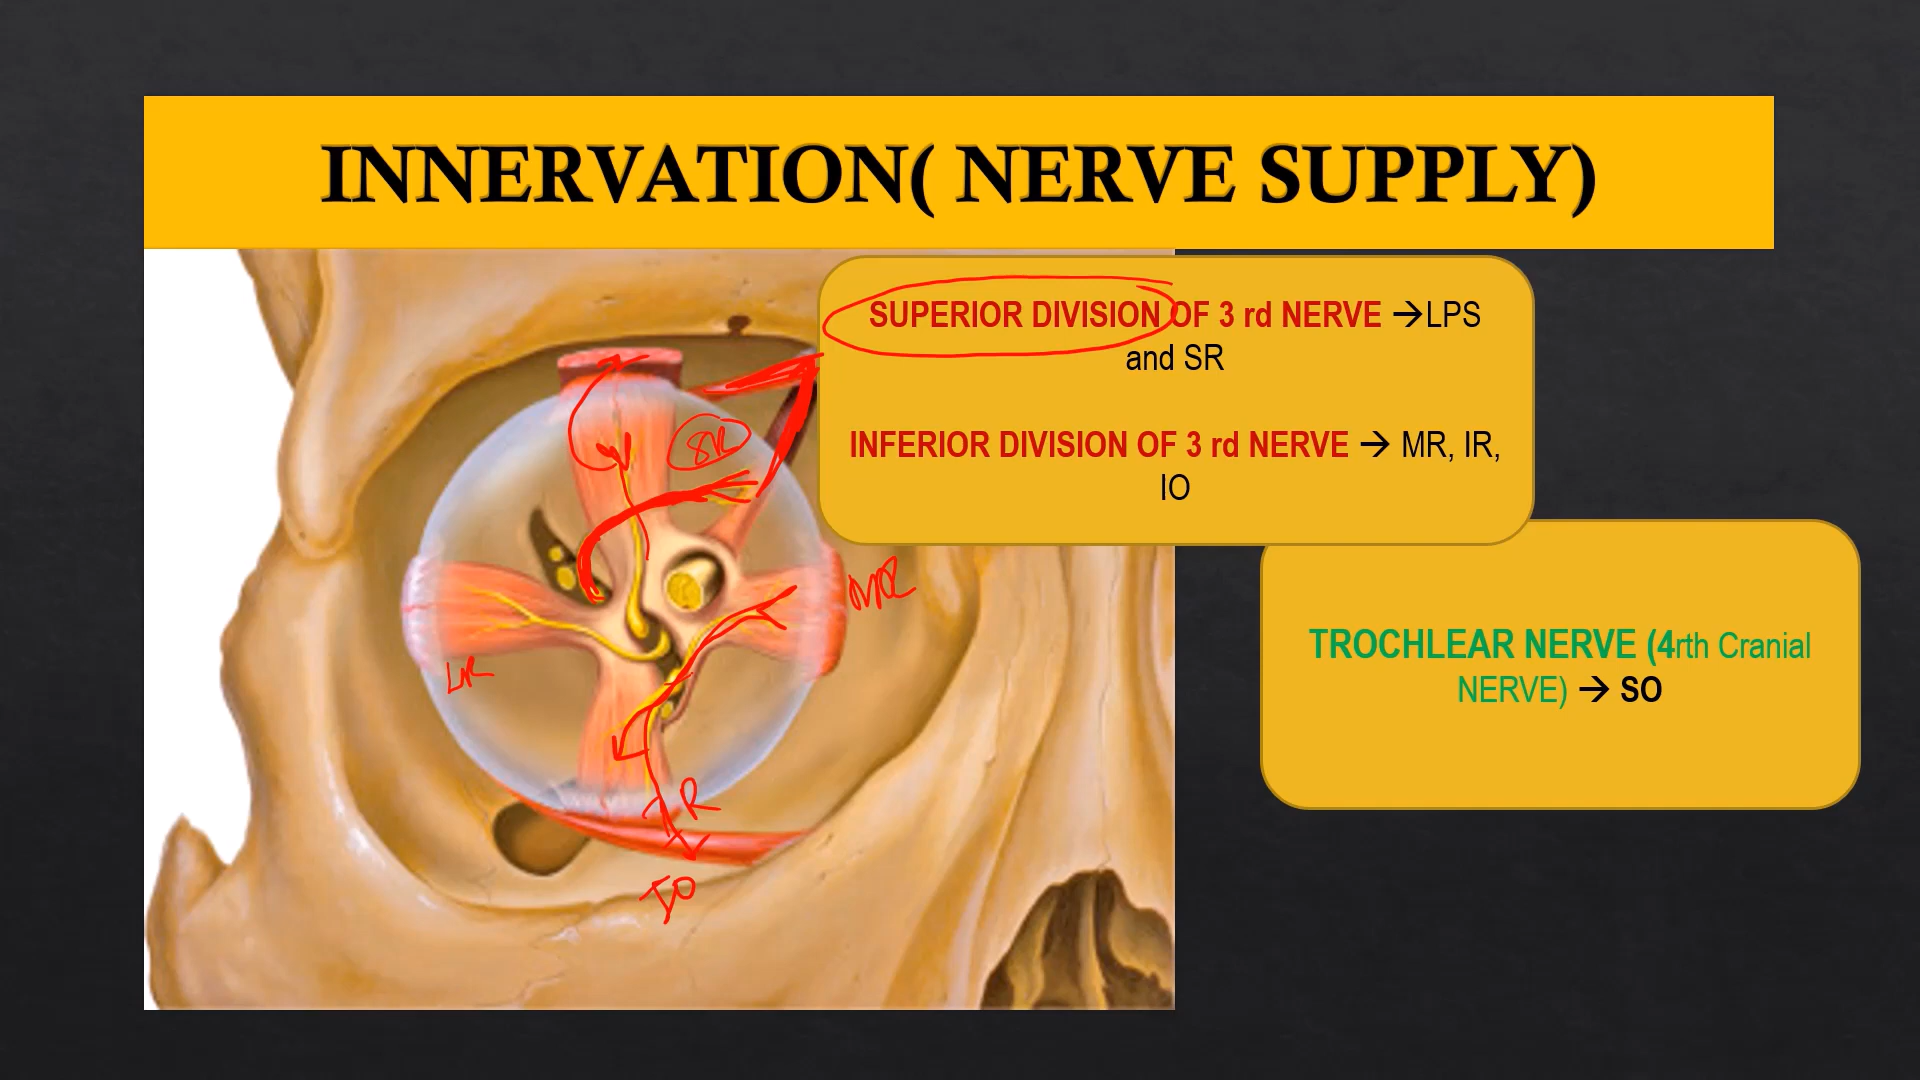 INNERVATION( NERVE SUPPLY)
SUPERIOR DIVISION OF 3 rd NERVE →LPS
and SR
INFERIOR DIVISION OF 3 rd NERVE → MR, IR,
IO
TROCHLEAR NERVE (4rth Cranial
NERVE) → SO
SR
MR
LR
IR
IO